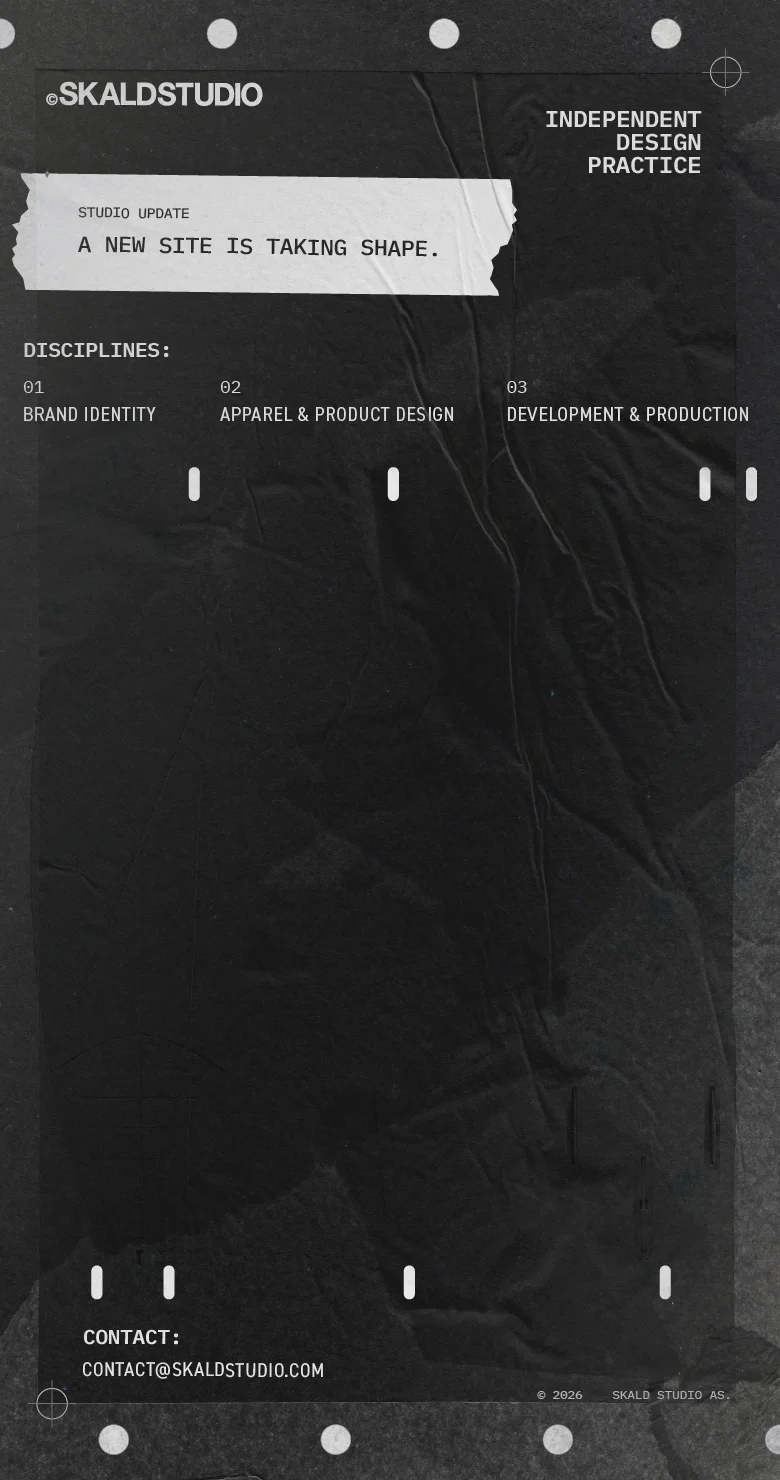 ©SKALDSTUDIO
INDEPENDENT
DESIGN
PRACTICE
STUDIO UPDATE
A NEW SITE IS TAKING SHAPE.
DISCIPLINES:
01
BRAND IDENTITY
02
APPAREL & PRODUCT DESIGN
03
DEVELOPMENT & PRODUCTION
CONTACT:
CONTACT@SKALDSTUDIO.COM
© 2026 SKALD STUDIO AS.